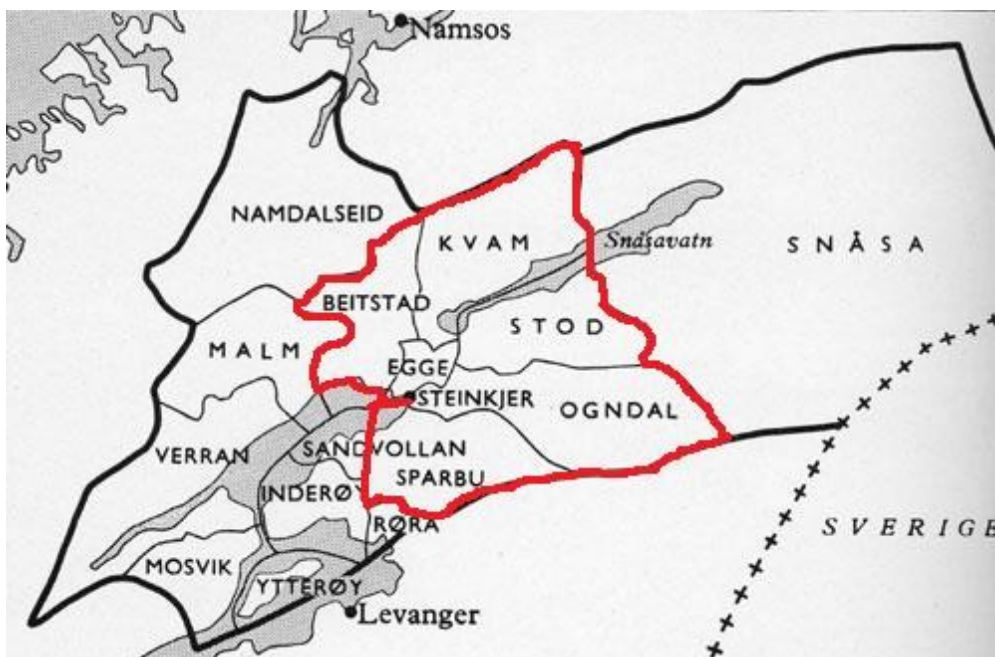 Namsos
NAMDALSEID
KVAM
Snåsavatn
SNÅSA
BEITSTAD
STOD
MALM
EGGE
STEINKJER
OGNDAL
VERRAN
SANDVOLLAN
SPARBU
INDERØY
RØRA
SVERIGE
MOSVIK
YTTERØY
Levanger